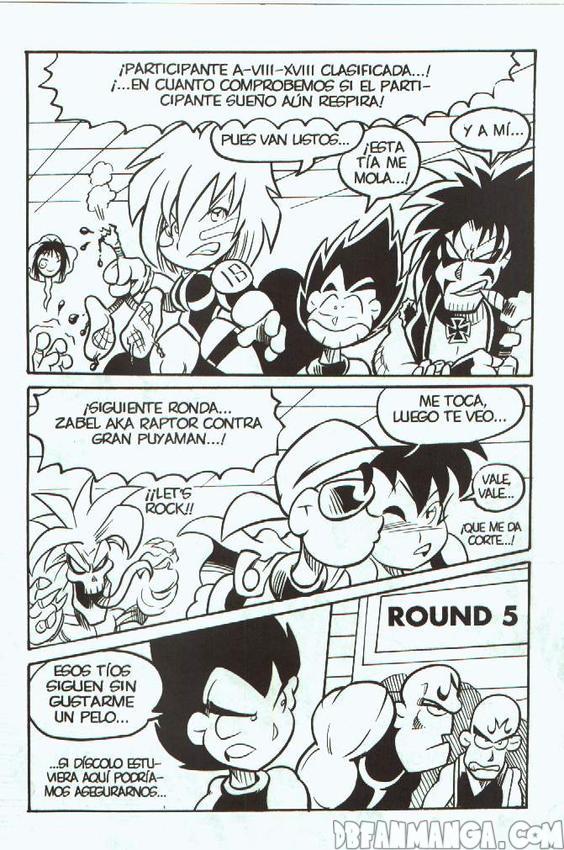 ¡PARTICIPANTE A-VIII-XVIII CLASIFICADA...!
¡...EN CUANTO COMPROBEMOS SI EL PARTI-
CIPANTE SUEÑO AÚN RESPIRA!
PUES VAN LISTOS...
¡ESTA
TÍA ME
MOLA...!
Y A MÍ...
18
¡SIGUIENTE RONDA...
ZABEL AKA RAPTOR CONTRA
GRAN PUYAMAN...!
¡¡LET'S
ROCK!!
ME TOCA,
LUEGO TE VEO...
VALE,
VALE...
¡QUE ME DA
CORTE...!
ROUND 5
ESOS TÍOS
SIGUEN SIN
GUSTARME
UN PELO...
...SI DÍSCOLO ESTU-
VIERA AQUÍ PODRÍA-
MOS ASEGURARNOS...
M
M
DBFANMANGA.COM